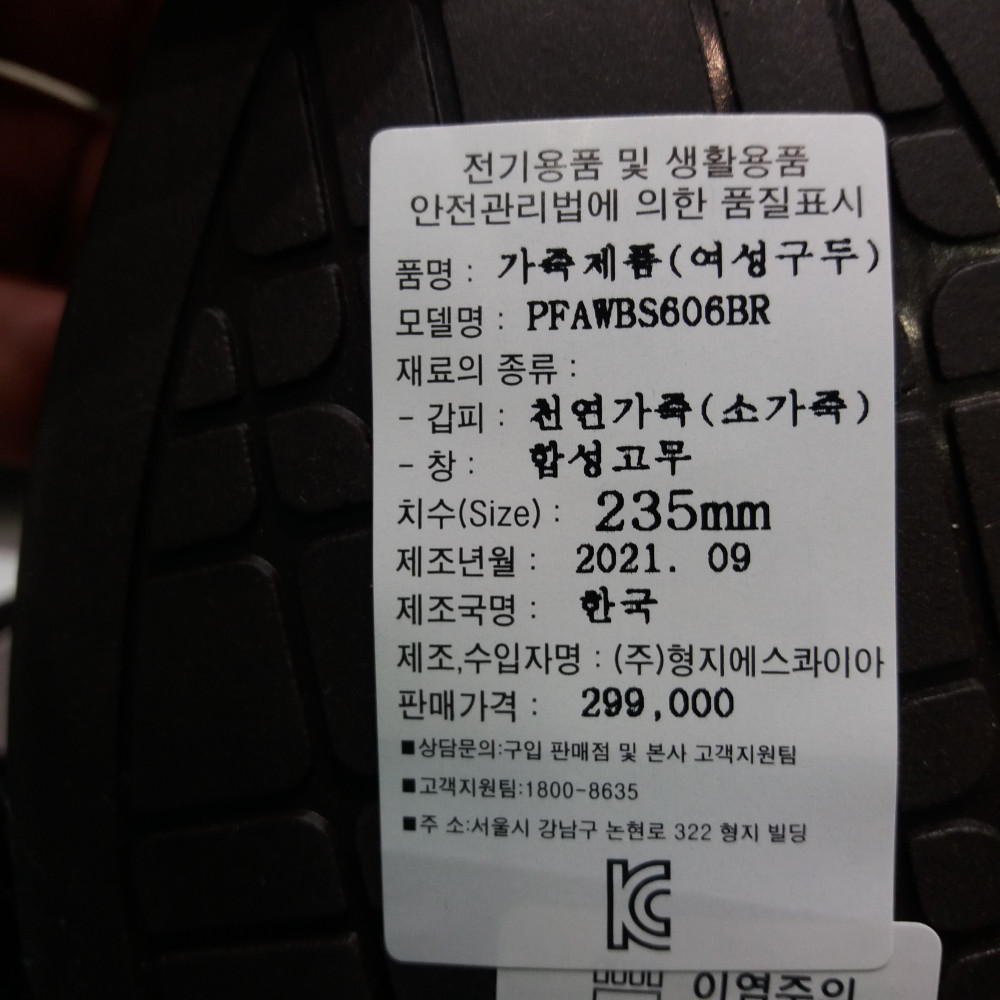 전기용품 및 생활용품
안전관리법에 의한 품질표시
품명 : 가죽제품(여성구두)
모델명 : PFAWBS606BR
재료의 종류 :
- 갑피 : 천연가죽(소가죽)
- 창 : 합성고무
치수(Size) : 235mm
제조년월 : 2021. 09
제조국명 : 한국
제조,수입자명 : (주)형지에스콰이아
판매가격 : 299,000
■상담문의:구입 판매점 및 본사 고객지원팀
■고객지원팀:1800-8635
■주 소:서울시 강남구 논현로 322 형지 빌딩
KC
이염주의